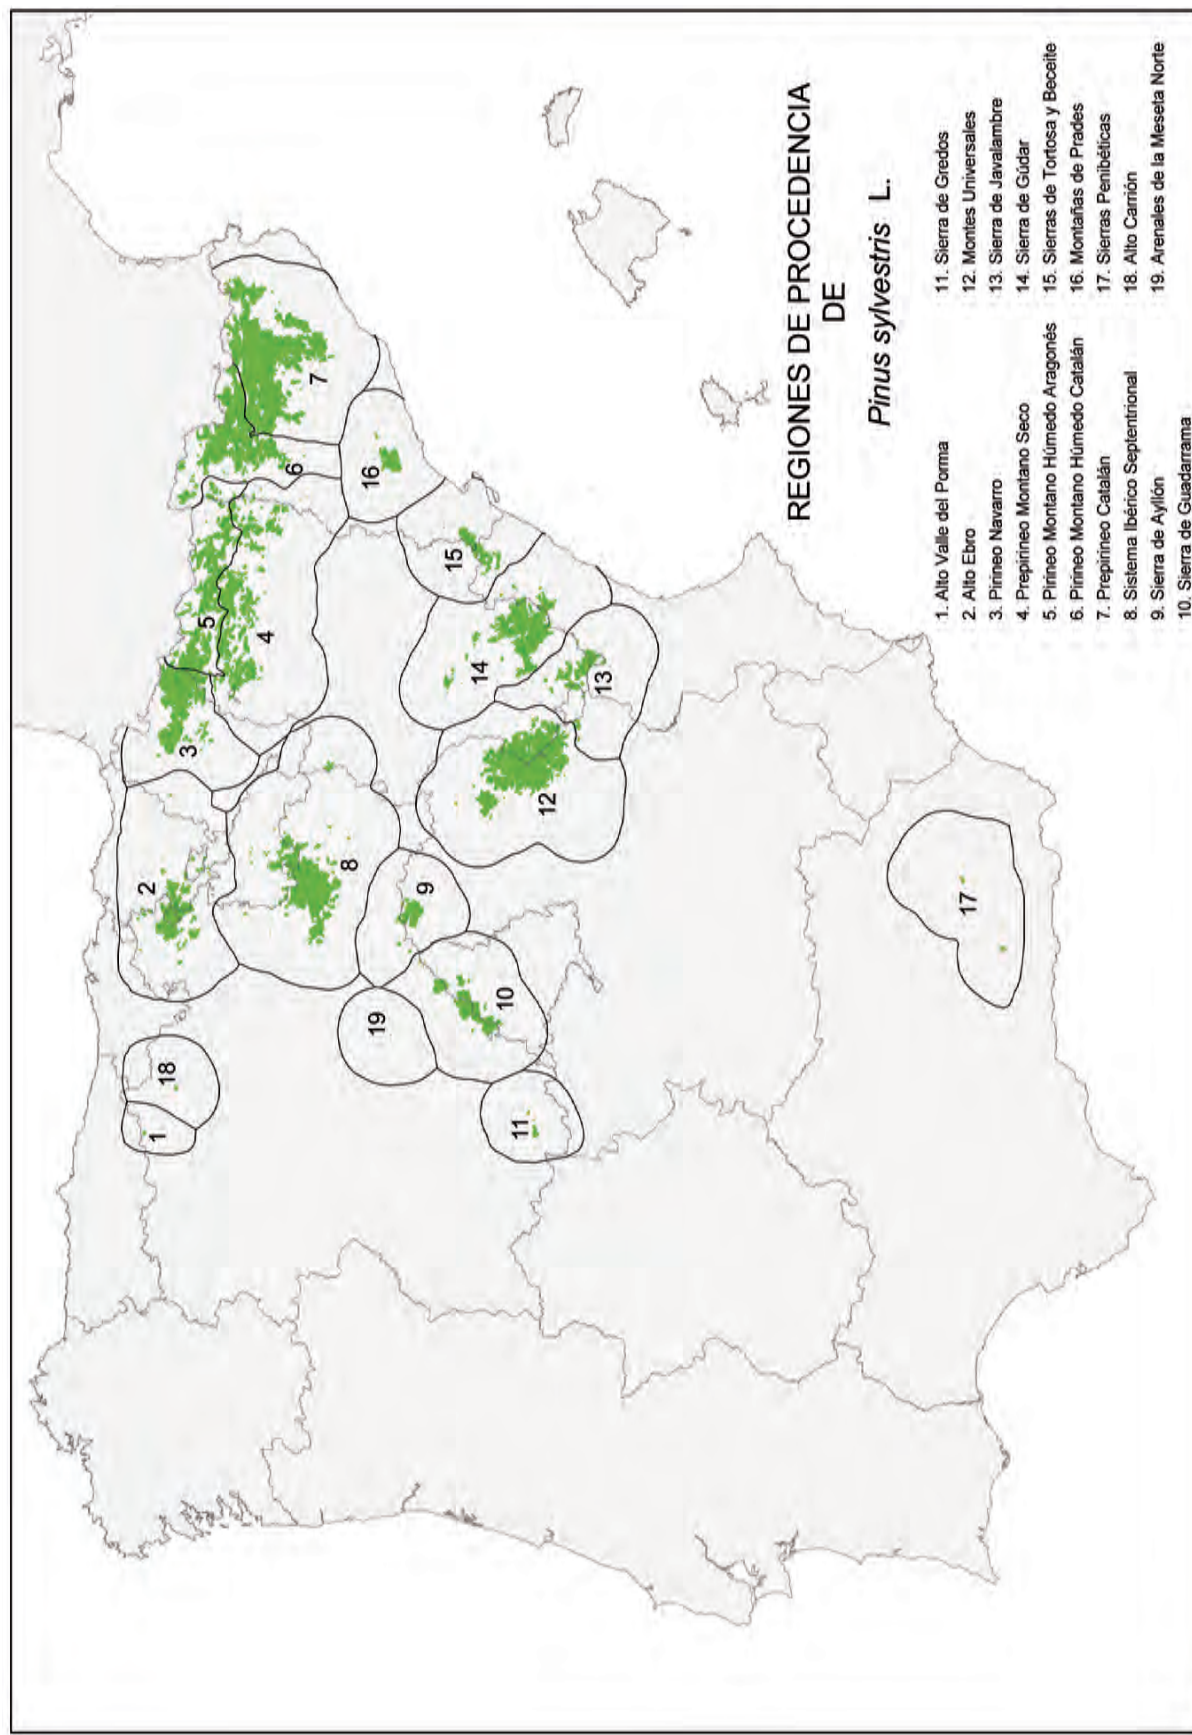 REGIONES DE PROCEDENCIA
DE
Pinus sylvestris L.
1. Alto Valle del Porma
2. Alto Ebro
3. Pirineo Navarro
4. Prepirineo Montano Seco
5. Pirineo Montano Húmedo Aragonés
6. Pirineo Montano Húmedo Catalán
7. Prepirineo Catalán
8. Sistema Ibérico Septentrional
9. Sierra de Ayllón
10. Sierra de Guadarrama
11. Sierra de Gredos
12. Montes Universales
13. Sierra de Javalambre
14. Sierra de Gúdar
15. Sierras de Tortosa y Beceite
16. Montañas de Prades
17. Sierras Penibéticas
18. Alto Carrión
19. Arenales de la Meseta Norte
1
18
2
3
5
4
6
7
8
9
19
10
11
12
14
13
15
16
17